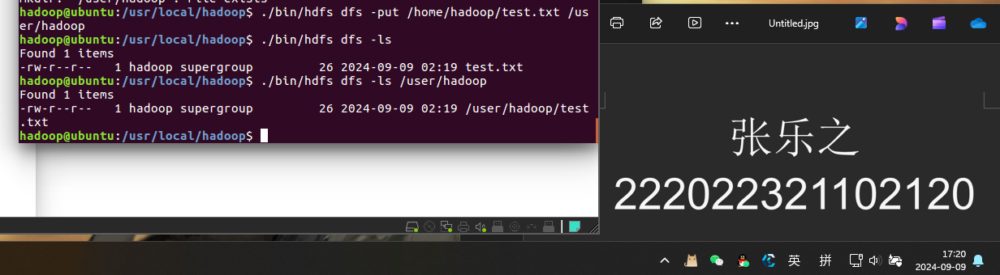 mkdir: `/user/hadoop': File exists
hadoop@ubuntu:/usr/local/hadoop$ ./bin/hdfs dfs -put /home/hadoop/test.txt /us
er/hadoop
hadoop@ubuntu:/usr/local/hadoop$ ./bin/hdfs dfs -ls
Found 1 items
-rw-r--r--   1 hadoop supergroup         26 2024-09-09 02:19 test.txt
hadoop@ubuntu:/usr/local/hadoop$ ./bin/hdfs dfs -ls /user/hadoop
Found 1 items
-rw-r--r--   1 hadoop supergroup         26 2024-09-09 02:19 /user/hadoop/test
.txt
hadoop@ubuntu:/usr/local/hadoop$
Untitled.jpg
张乐之
222022321102120
英 拼
17:20
2024-09-09